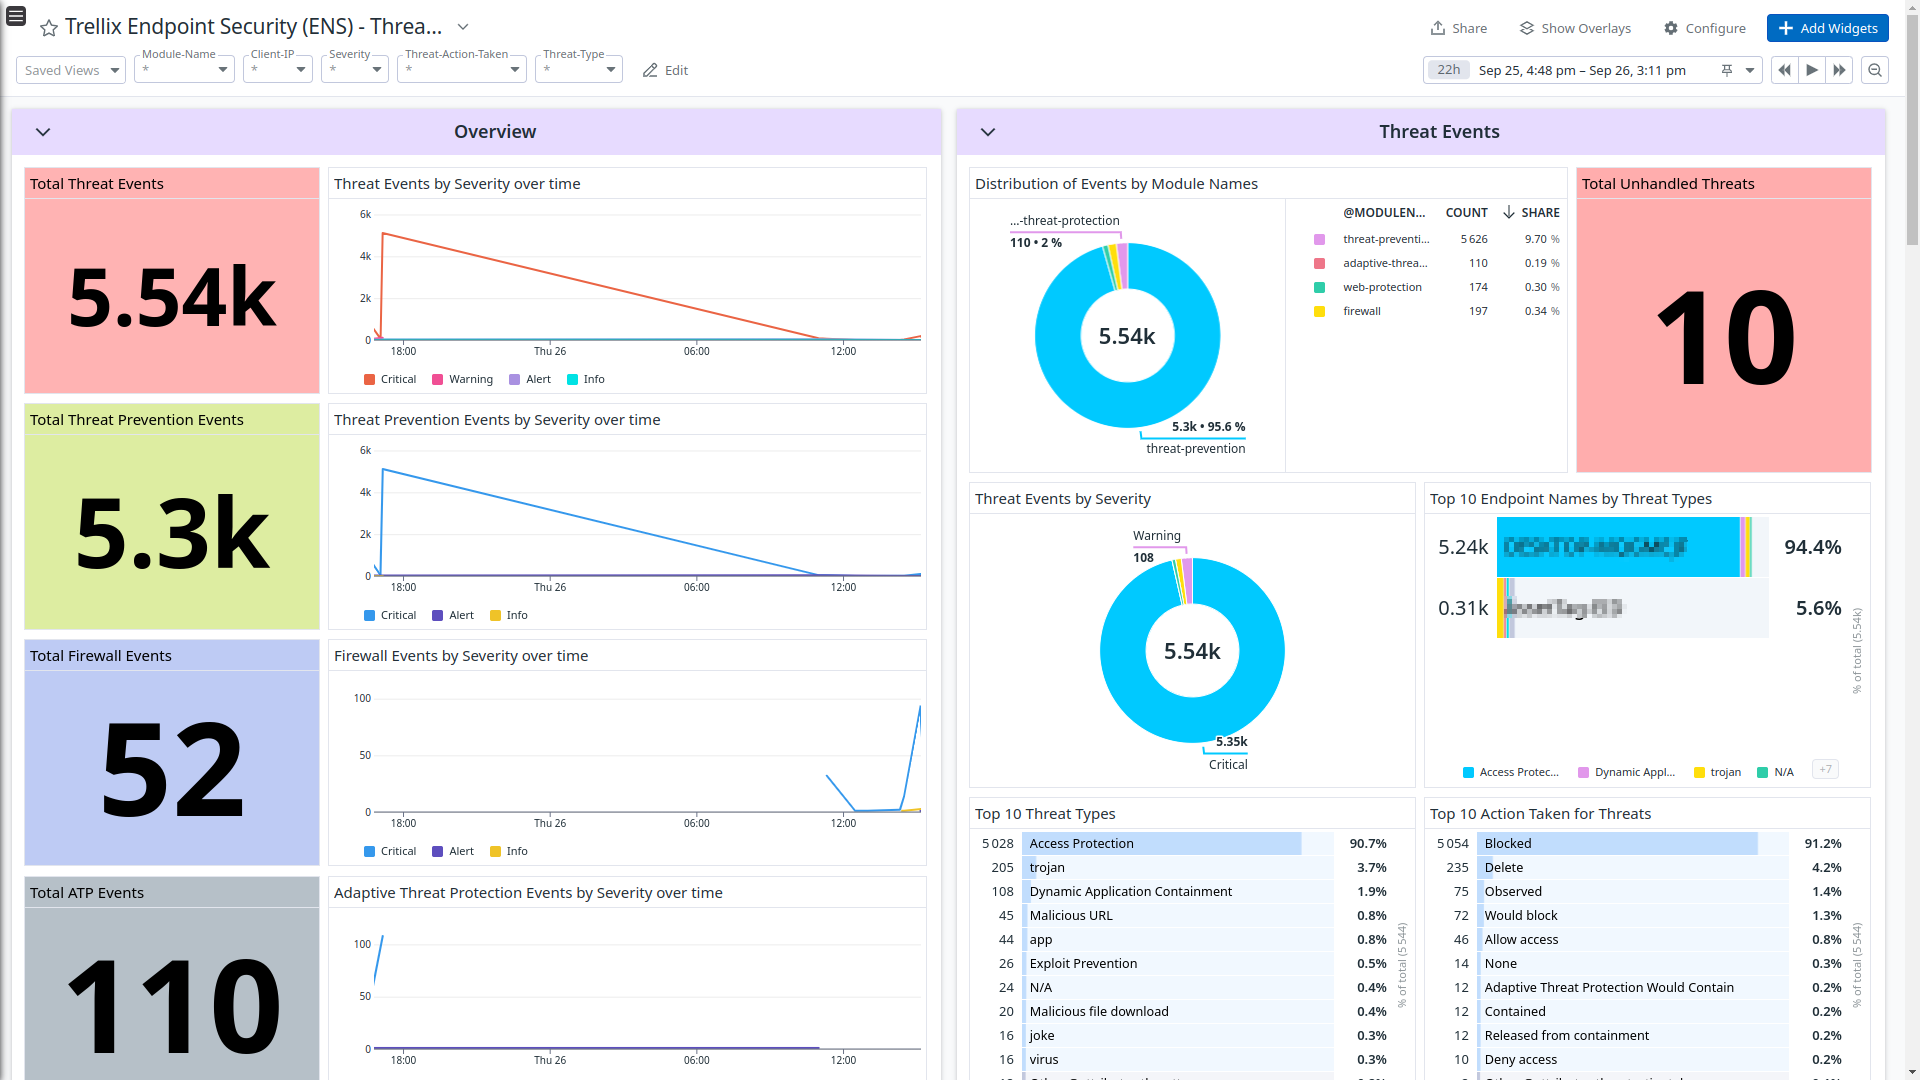 Trellix Endpoint Security (ENS) - Threa...
Share
Show Overlays
Configure
Add Widgets
Saved Views
Module-Name
*
Client-IP
*
Severity
*
Threat-Action-Taken
*
Threat-Type
*
Edit
22h Sep 25, 4:48 pm – Sep 26, 3:11 pm
Overview
Total Threat Events
5.54k
Threat Events by Severity over time
6k
4k
2k
0
18:00 Thu 26 06:00 12:00
Critical Warning Alert Info
Total Threat Prevention Events
5.3k
Threat Prevention Events by Severity over time
6k
4k
2k
0
18:00 Thu 26 06:00 12:00
Critical Alert Info
Total Firewall Events
52
Firewall Events by Severity over time
100
50
0
18:00 Thu 26 06:00 12:00
Critical Alert Info
Total ATP Events
110
Adaptive Threat Protection Events by Severity over time
100
50
0
18:00 Thu 26 06:00 12:00
Threat Events
Distribution of Events by Module Names
...-threat-protection
110 • 2 %
5.54k
5.3k • 95.6 %
threat-prevention
@MODULEN... COUNT SHARE
threat-preventi... 5 626 9.70 %
adaptive-threa... 110 0.19 %
web-protection 174 0.30 %
firewall 197 0.34 %
Total Unhandled Threats
10
Threat Events by Severity
Warning
108
5.54k
5.35k
Critical
Top 10 Endpoint Names by Threat Types
5.24k 94.4%
0.31k 5.6%
% of total (5.54k)
Access Protec... Dynamic Appl... trojan N/A +7
Top 10 Threat Types
5 028 Access Protection 90.7%
205 trojan 3.7%
108 Dynamic Application Containment 1.9%
45 Malicious URL 0.8%
44 app 0.8%
26 Exploit Prevention 0.5%
24 N/A 0.4%
20 Malicious file download 0.4%
16 joke 0.3%
16 virus 0.3%
% of total (5 544)
Top 10 Action Taken for Threats
5 054 Blocked 91.2%
235 Delete 4.2%
75 Observed 1.4%
72 Would block 1.3%
46 Allow access 0.8%
14 None 0.3%
12 Adaptive Threat Protection Would Contain 0.2%
12 Contained 0.2%
12 Released from containment 0.2%
10 Deny access 0.2%
% of total (5 544)